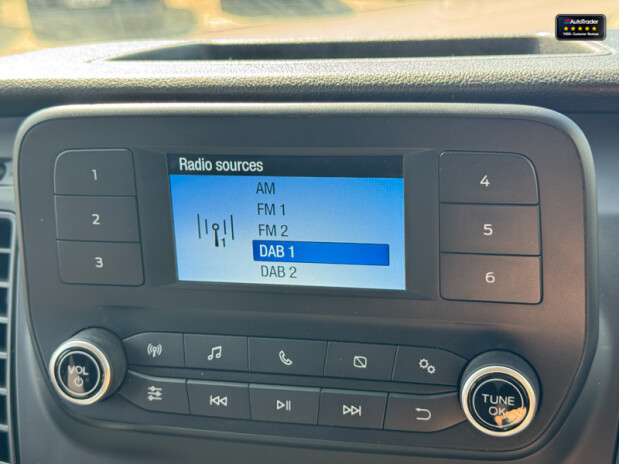 AutoTrader
Radio sources
AM
FM 1
FM 2
DAB 1
DAB 2
1
1
2
3
4
5
6
VOL
TUNE
OK